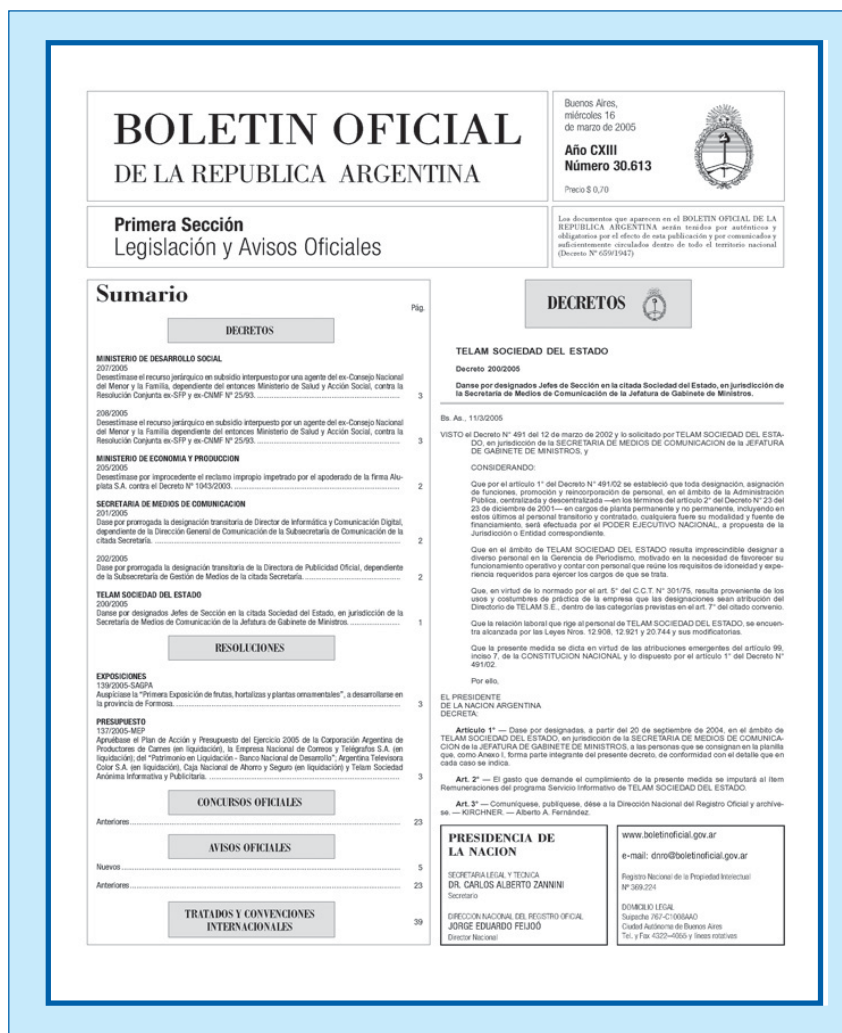 BOLETIN OFICIAL
DE LA REPUBLICA ARGENTINA
Buenos Aires,
miércoles 16
de marzo de 2005
Año CXIII
Número 30.613
Precio $ 0,70
Primera Sección
Legislación y Avisos Oficiales
Los documentos que aparecen en el BOLETIN OFICIAL DE LA
REPUBLICA ARGENTINA serán tenidos por auténticos y
obligatorios por el efecto de esta publicación y por comunicados y
suficientemente circulados dentro de todo el territorio nacional
(Decreto Nº 659/1947)
Sumario
Pág.
DECRETOS
MINISTERIO DE DESARROLLO SOCIAL
207/2005
Desestímase el recurso jerárquico en subsidio interpuesto por una agente del ex-Consejo Nacional
del Menor y la Familia, dependiente del entonces Ministerio de Salud y Acción Social, contra la
Resolución Conjunta ex-SFP y ex-CNMF Nº 25/93. 3
208/2005
Desestímase el recurso jerárquico en subsidio interpuesto por un agente del ex-Consejo Nacional
del Menor y la Familia dependiente del entonces Ministerio de Salud y Acción Social, contra la
Resolución Conjunta ex-SFP y ex-CNMF Nº 25/93. 3
MINISTERIO DE ECONOMIA Y PRODUCCION
205/2005
Desestímase por improcedente el reclamo impropio impetrado por el apoderado de la firma Alu-
plata S.A. contra el Decreto Nº 1043/2003. 2
SECRETARIA DE MEDIOS DE COMUNICACION
201/2005
Dase por prorrogada la designación transitoria de Director de Informática y Comunicación Digital,
dependiente de la Dirección General de Comunicación de la Subsecretaría de Comunicación de la
citada Secretaría. 2
202/2005
Dase por prorrogada la designación transitoria de la Directora de Publicidad Oficial, dependiente
de la Subsecretaría de Gestión de Medios de la citada Secretaría. 2
TELAM SOCIEDAD DEL ESTADO
200/2005
Danse por designados Jefes de Sección en la citada Sociedad del Estado, en jurisdicción de la
Secretaría de Medios de Comunicación de la Jefatura de Gabinete de Ministros. 1
RESOLUCIONES
EXPOSICIONES
139/2005-SAGPA
Auspíciase la "Primera Exposición de frutas, hortalizas y plantas ornamentales", a desarrollarse en
la provincia de Formosa. 3
PRESUPUESTO
137/2005-MEP
Apruébase el Plan de Acción y Presupuesto del Ejercicio 2005 de la Corporación Argentina de
Productores de Carnes (en liquidación), la Empresa Nacional de Correos y Telégrafos S.A. (en
liquidación); del "Patrimonio en Liquidación - Banco Nacional de Desarrollo"; Argentina Televisora
Color S.A. (en liquidación), Caja Nacional de Ahorro y Seguro (en liquidación) y Telam Sociedad
Anónima Informativa y Publicitaria. 3
CONCURSOS OFICIALES
Anteriores 23
AVISOS OFICIALES
Nuevos 5
Anteriores 23
TRATADOS Y CONVENCIONES
INTERNACIONALES 39
DECRETOS
TELAM SOCIEDAD DEL ESTADO
Decreto 200/2005
Danse por designados Jefes de Sección en la citada Sociedad del Estado, en jurisdicción de
la Secretaría de Medios de Comunicación de la Jefatura de Gabinete de Ministros.
Bs. As., 11/3/2005
VISTO el Decreto Nº 491 del 12 de marzo de 2002 y lo solicitado por TELAM SOCIEDAD DEL ESTA-
DO, en jurisdicción de la SECRETARIA DE MEDIOS DE COMUNICACION de la JEFATURA
DE GABINETE DE MINISTROS, y
CONSIDERANDO:
Que por el artículo 1º del Decreto Nº 491/02 se estableció que toda designación, asignación
de funciones, promoción y reincorporación de personal, en el ámbito de la Administración
Pública, centralizada y descentralizada —en los términos del artículo 2º del Decreto Nº 23 del
23 de diciembre de 2001— en cargos de planta permanente y no permanente, incluyendo en
estos últimos al personal transitorio y contratado, cualquiera fuere su modalidad y fuente de
financiamiento, será efectuada por el PODER EJECUTIVO NACIONAL, a propuesta de la
Jurisdicción o Entidad correspondiente.
Que en el ámbito de TELAM SOCIEDAD DEL ESTADO resulta imprescindible designar a
diverso personal en la Gerencia de Periodismo, motivado en la necesidad de favorecer su
funcionamiento operativo y contar con personal que reúne los requisitos de idoneidad y expe-
riencia requeridos para ejercer los cargos de que se trata.
Que, en virtud de lo normado por el art. 5º del C.C.T. Nº 301/75, resulta proveniente de los
usos y costumbres de práctica de la empresa que las designaciones sean atribución del
Directorio de TELAM S.E., dentro de las categorías previstas en el art. 7º del citado convenio.
Que la relación laboral que rige al personal de TELAM SOCIEDAD DEL ESTADO, se encuen-
tra alcanzada por las Leyes Nros. 12.908, 12.921 y 20.744 y sus modificatorias.
Que la presente medida se dicta en virtud de las atribuciones emergentes del artículo 99,
inciso 7, de la CONSTITUCION NACIONAL y lo dispuesto por el artículo 1º del Decreto Nº
491/02.
Por ello,
EL PRESIDENTE
DE LA NACION ARGENTINA
DECRETA:
Artículo 1º — Dase por designadas, a partir del 20 de septiembre de 2004, en el ámbito de
TELAM SOCIEDAD DEL ESTADO, en jurisdicción de la SECRETARIA DE MEDIOS DE COMUNICA-
CION de la JEFATURA DE GABINETE DE MINISTROS, a las personas que se consignan en la planilla
que, como Anexo I, forma parte integrante del presente decreto, de conformidad con el detalle que en
cada caso se indica.
Art. 2º — El gasto que demande el cumplimiento de la presente medida se imputará al Item
Remuneraciones del programa Servicio Informativo de TELAM SOCIEDAD DEL ESTADO.
Art. 3º — Comuníquese, publíquese, dése a la Dirección Nacional del Registro Oficial y archíve-
se. — KIRCHNER. — Alberto A. Fernández.
PRESIDENCIA DE
LA NACION
SECRETARIA LEGAL Y TECNICA
DR. CARLOS ALBERTO ZANNINI
Secretario
DIRECCION NACIONAL DEL REGISTRO OFICIAL
JORGE EDUARDO FEIJOÓ
Director Nacional
www.boletinoficial.gov.ar
e-mail: dnro@boletinoficial.gov.ar
Registro Nacional de la Propiedad Intelectual
Nº 369.224
DOMICILIO LEGAL
Suipacha 767-C1008AAO
Ciudad Autónoma de Buenos Aires
Tel. y Fax 4322-4055 y líneas rotativas